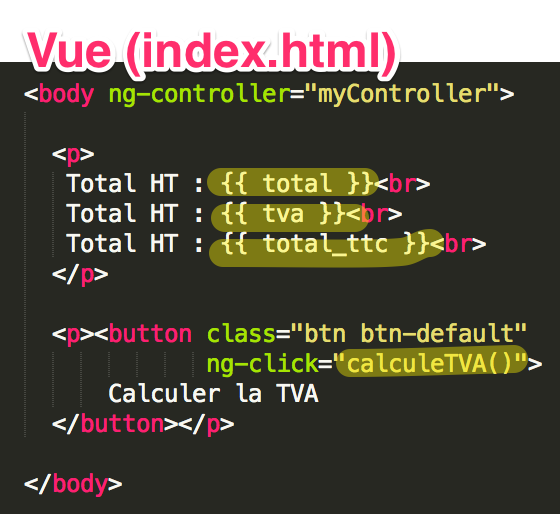 Vue (index.html)
<body ng-controller="myController">
<p>
Total HT : {{ total }}<br>
Total HT : {{ tva }}<br>
Total HT : {{ total_ttc }}<br>
</p>
<p><button class="btn btn-default"
ng-click="calculeTVA()">
Calculer la TVA
</button></p>
</body>